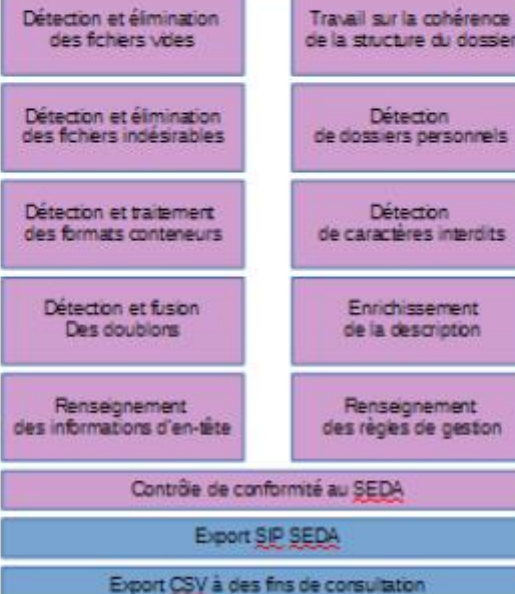 Détection et élimination
des fichiers vides
Travail sur la cohérence
de la structure du dossier
Détection et élimination
des fichiers indésirables
Détection
de dossiers personnels
Détection et traitement
des formats conteneurs
Détection
de caractères interdits
Détection et fusion
Des doublons
Enrichissement
de la description
Renseignement
des informations d'en-tête
Renseignement
des règles de gestion
Contrôle de conformité au SEDA
Export SIP SEDA
Export CSV à des fins de consultation